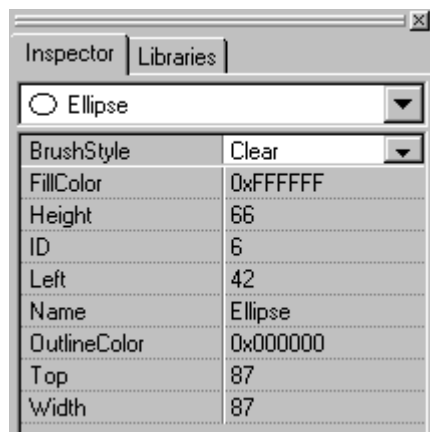 Inspector Libraries
Ellipse
BrushStyle Clear
FillColor 0xFFFFFF
Height 66
ID 6
Left 42
Name Ellipse
OutlineColor 0x000000
Top 87
Width 87